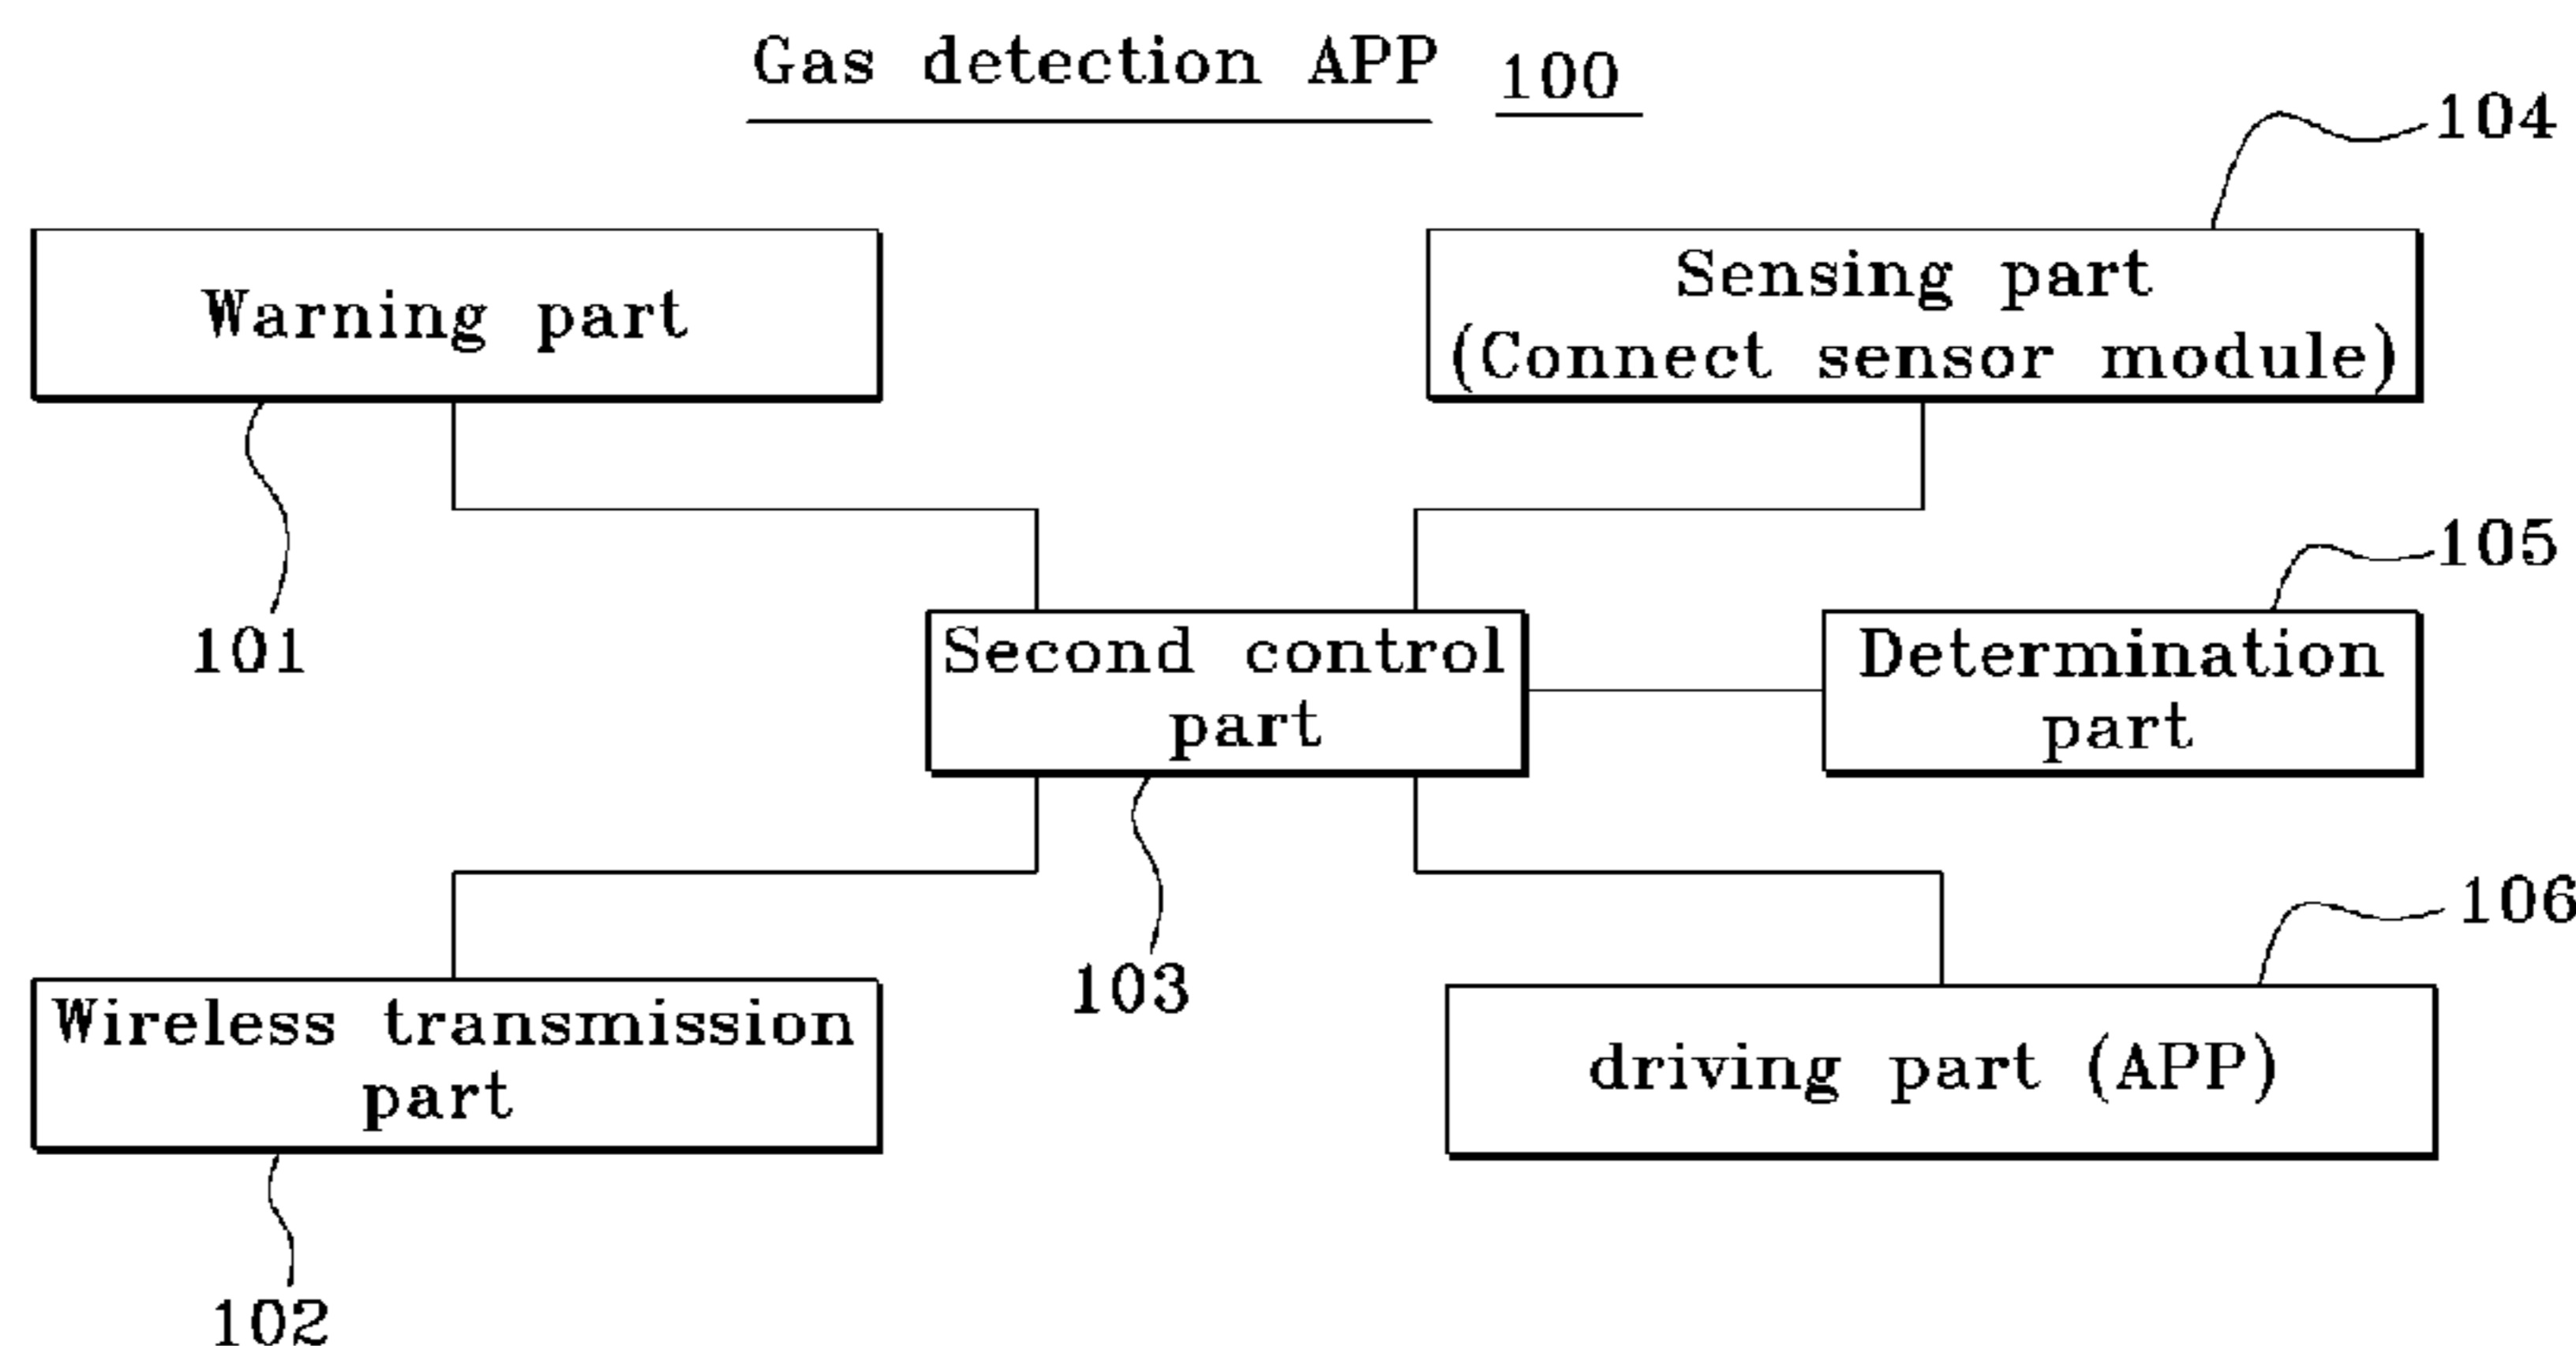 Gas detection APP 100
104
Warning part
Sensing part
(Connect sensor module)
101
105
Second control
part
Determination
part
103
106
Wireless transmission
part
driving part (APP)
102